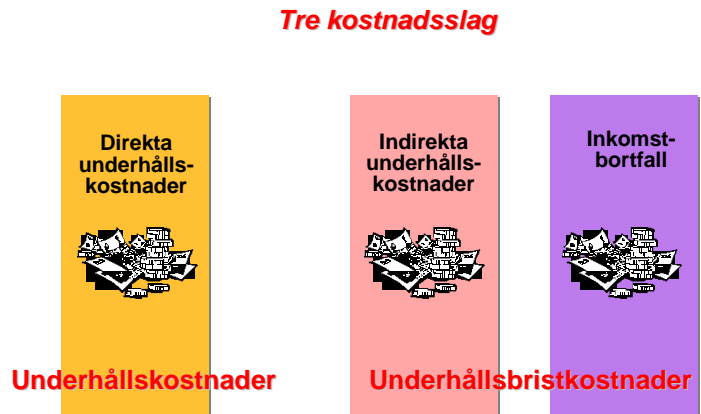 Tre kostnadsslag
Direkta
underhålls-
kostnader
Indirekta
underhålls-
kostnader
Inkomst-
bortfall
Underhållskostnader
Underhållsbristkostnader